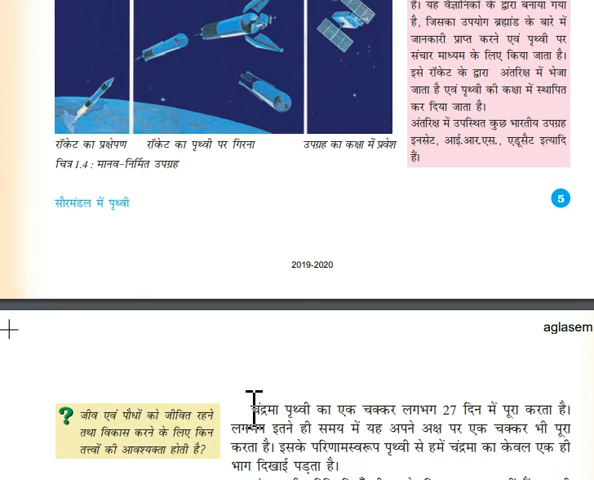 है। यह वैज्ञानिकों के द्वारा बनाया गया
है, जिसका उपयोग ब्रह्मांड के बारे में
जानकारी प्राप्त करने एवं पृथ्वी पर
संचार माध्यम के लिए किया जाता है।
इसे रॉकेट के द्वारा अंतरिक्ष में भेजा
जाता है एवं पृथ्वी की कक्षा में स्थापित
कर दिया जाता है।
अंतरिक्ष में उपस्थित कुछ भारतीय उपग्रह
इनसेट, आई.आर.एस., एडूसैट इत्यादि
हैं।
रॉकेट का प्रक्षेपण रॉकेट का पृथ्वी पर गिरना उपग्रह का कक्षा में प्रवेश
चित्र 1.4 : मानव-निर्मित उपग्रह
सौरमंडल में पृथ्वी
5
2019-2020
aglasem
? जीव एवं पौधों को जीवित रहने
तथा विकास करने के लिए किन
तत्त्वों की आवश्यकता होती है?
चंद्रमा पृथ्वी का एक चक्कर लगभग 27 दिन में पूरा करता है।
लगभग इतने ही समय में यह अपने अक्ष पर एक चक्कर भी पूरा
करता है। इसके परिणामस्वरूप पृथ्वी से हमें चंद्रमा का केवल एक ही
भाग दिखाई पड़ता है।